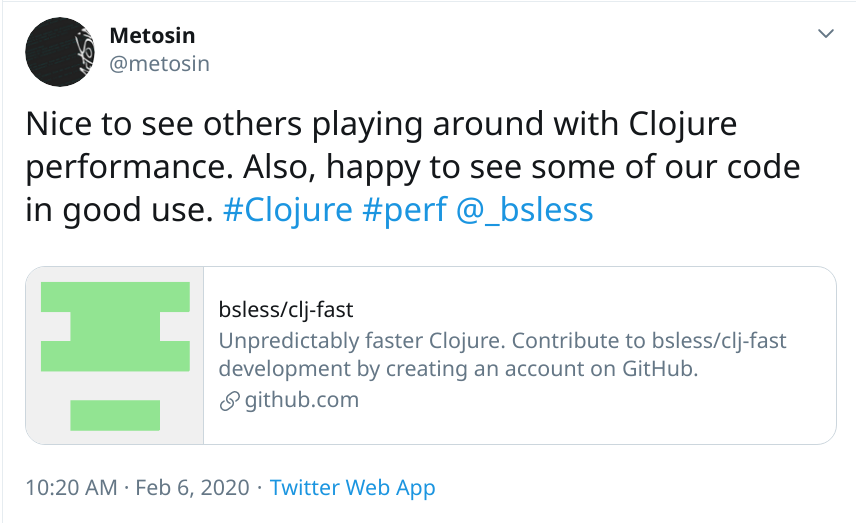 Metosin
@metosin
Nice to see others playing around with Clojure
performance. Also, happy to see some of our code
in good use. #Clojure #perf @_bsless
bsless/clj-fast
Unpredictably faster Clojure. Contribute to bsless/clj-fast
development by creating an account on GitHub.
github.com
10:20 AM · Feb 6, 2020 · Twitter Web App